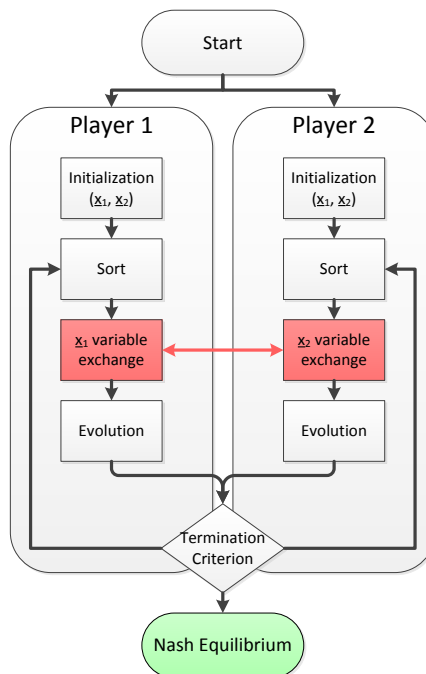 Start
Player 1
Initialization
(x₁, x₂)
Sort
x₁ variable
exchange
Evolution
Player 2
Initialization
(x₁, x₂)
Sort
x₂ variable
exchange
Evolution
Termination
Criterion
Nash Equilibrium